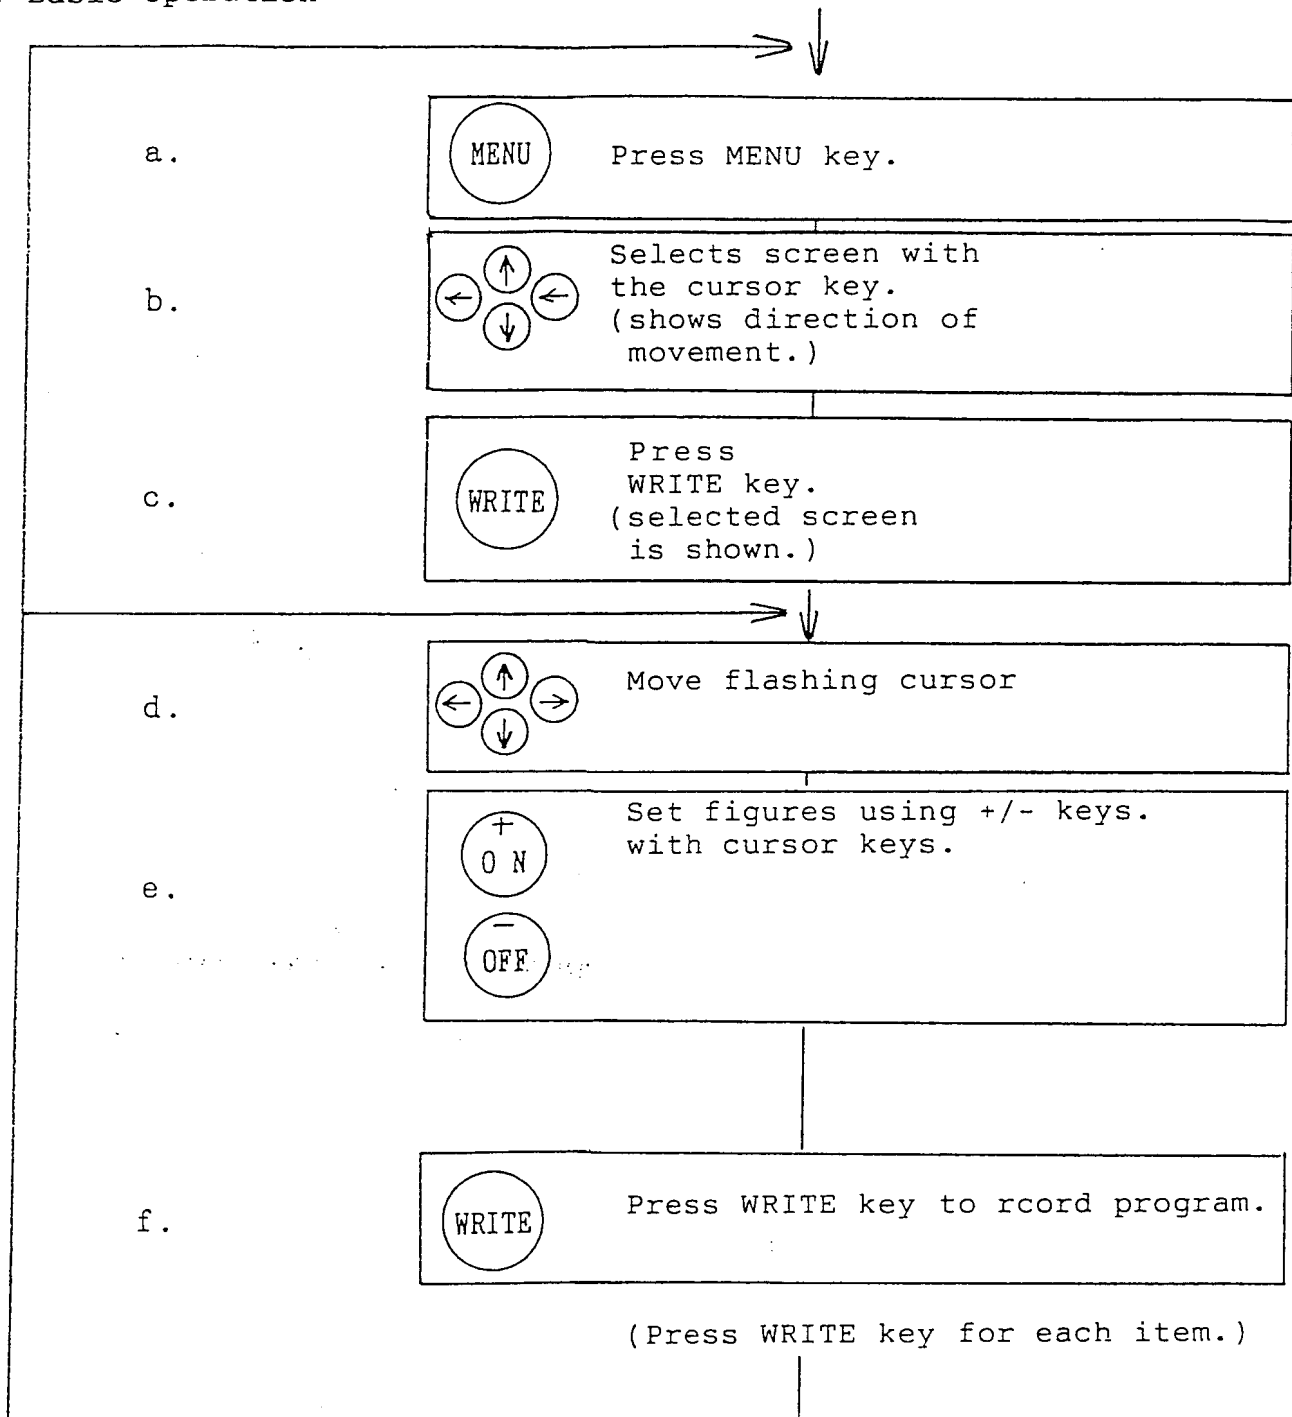 Basic operation
a.
MENU
Press MENU key.
b.
Selects screen with
the cursor key.
(shows direction of
movement.)
c.
WRITE
Press
WRITE key.
(selected screen
is shown.)
d.
Move flashing cursor
e.
+
O N
-
OFF
Set figures using +/- keys.
with cursor keys.
f.
WRITE
Press WRITE key to rcord program.
(Press WRITE key for each item.)